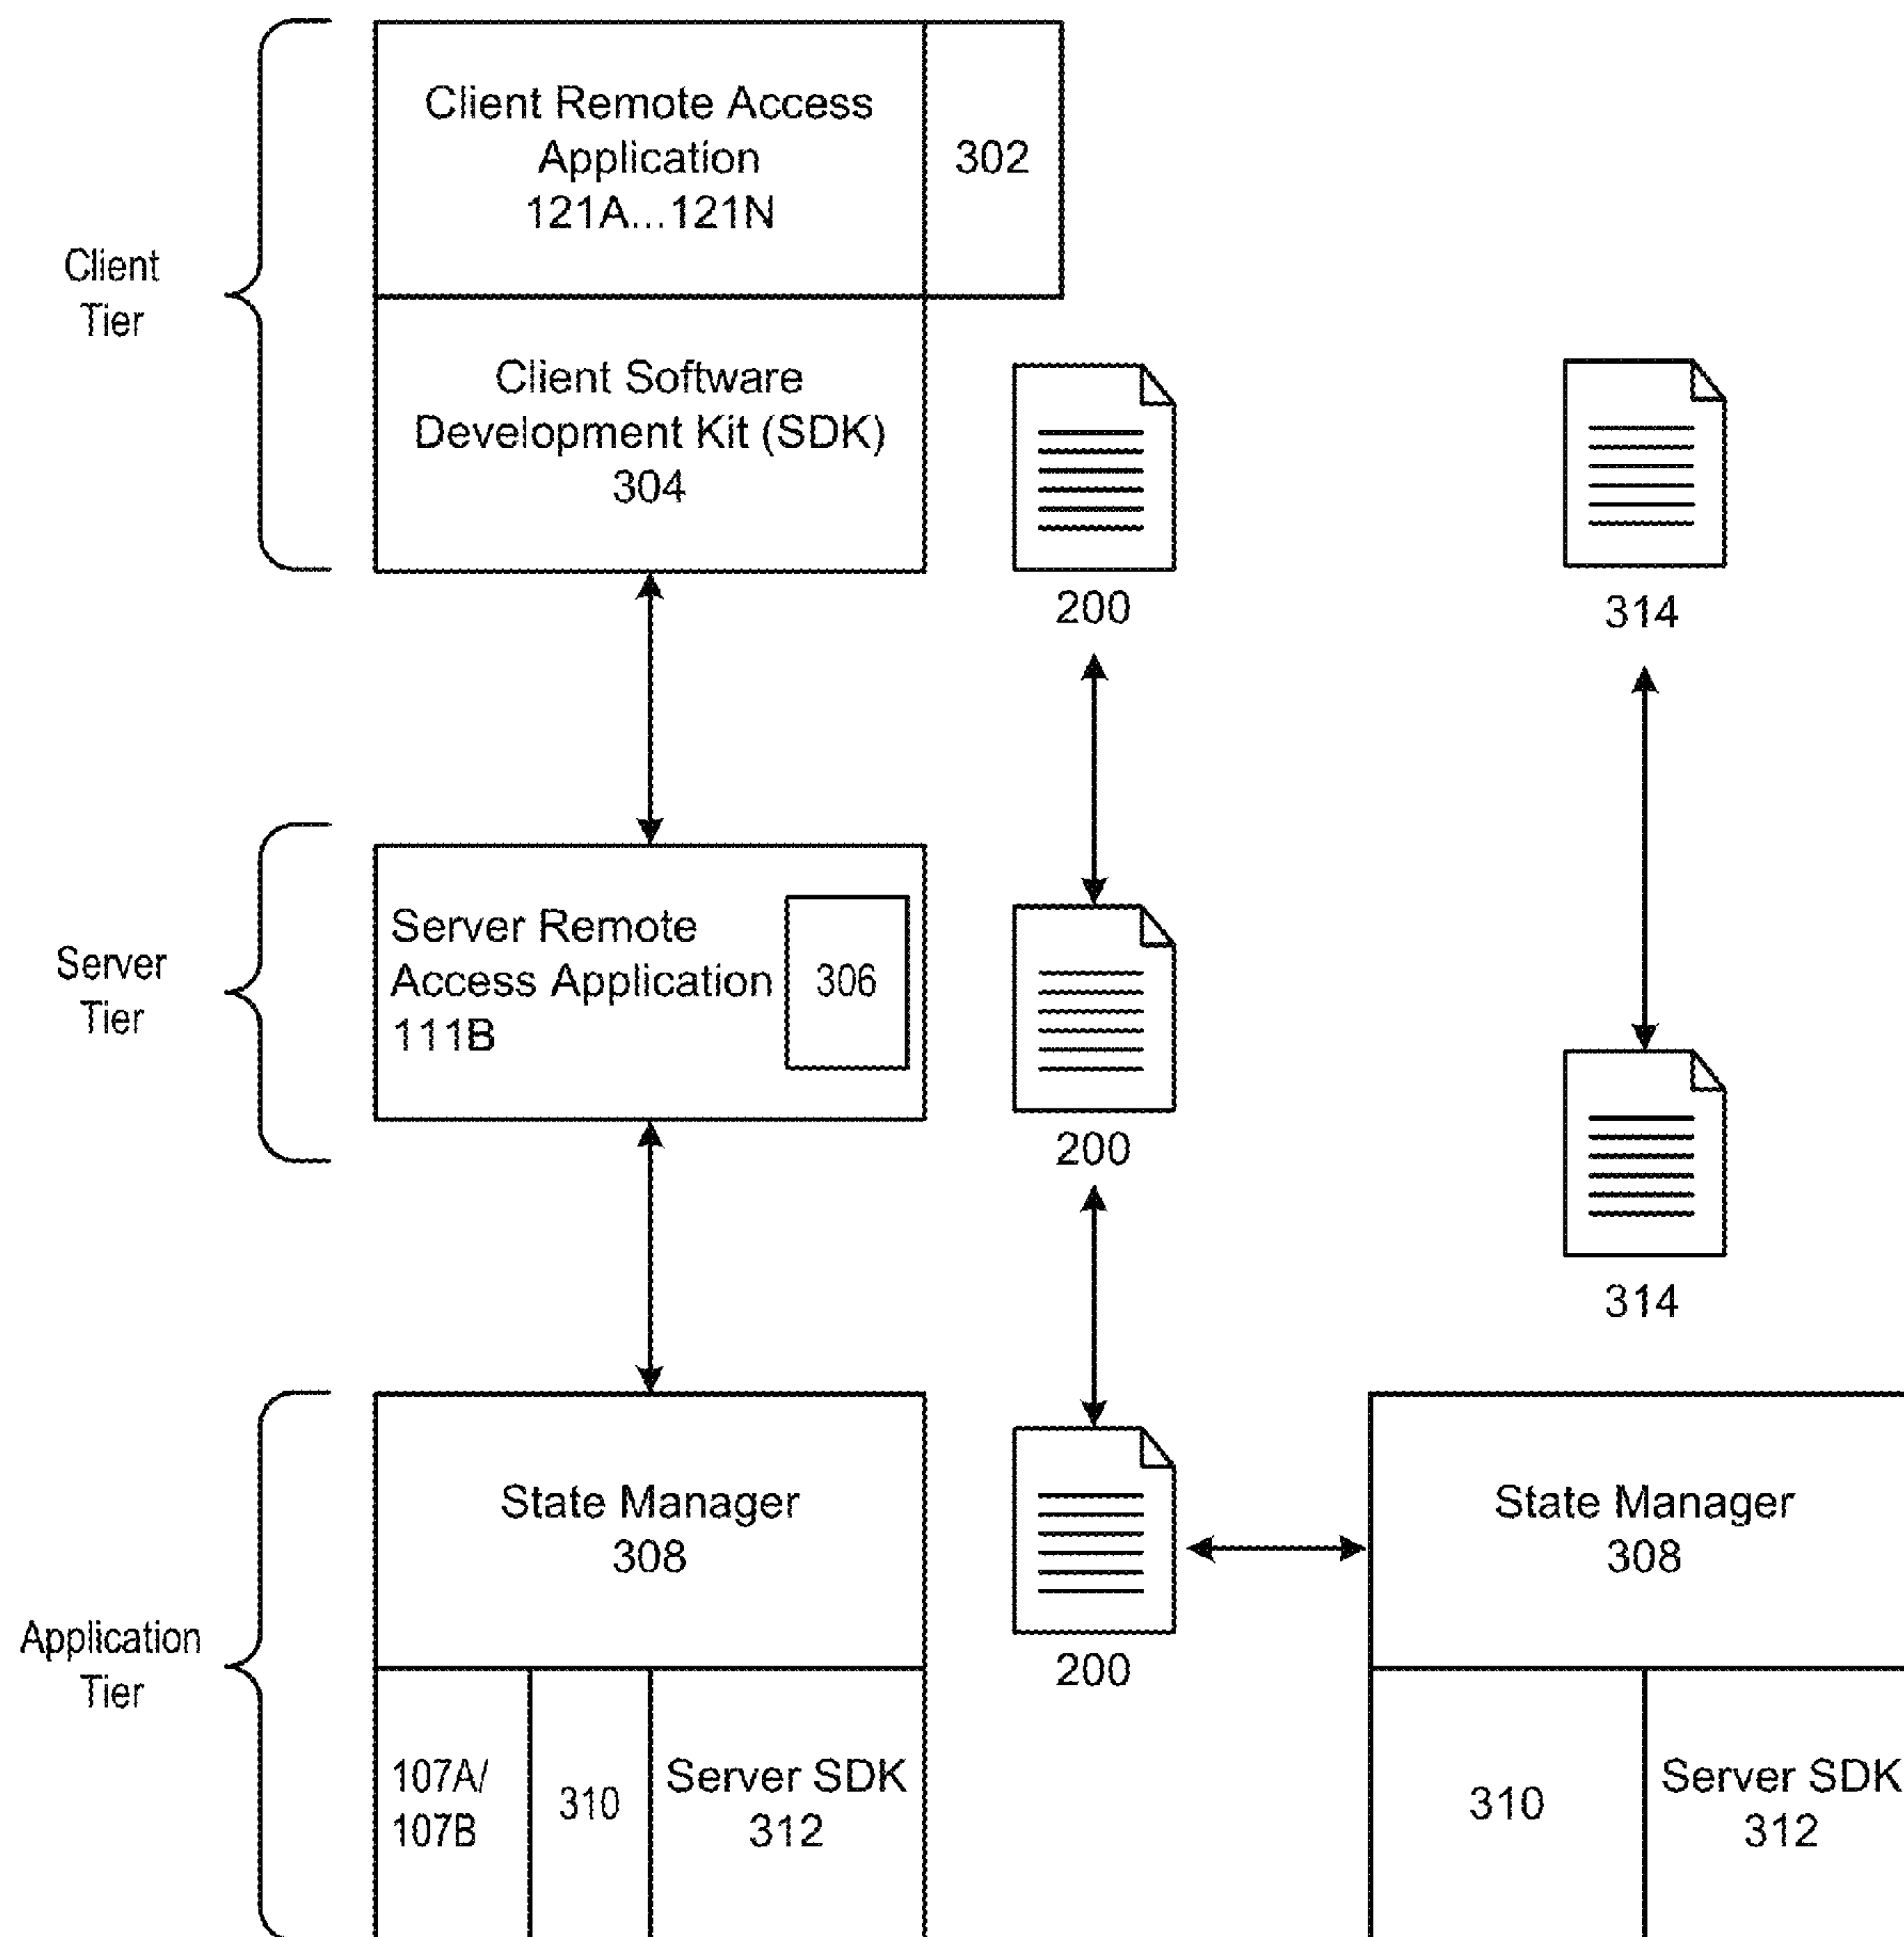 Client Remote Access
Application
121A...121N
302
Client
Tier
Client Software
Development Kit (SDK)
304
200
314
Server Remote
Access Application
111B
306
Server
Tier
200
314
State Manager
308
State Manager
308
Application
Tier
200
107A/
107B
310
Server SDK
312
310
Server SDK
312